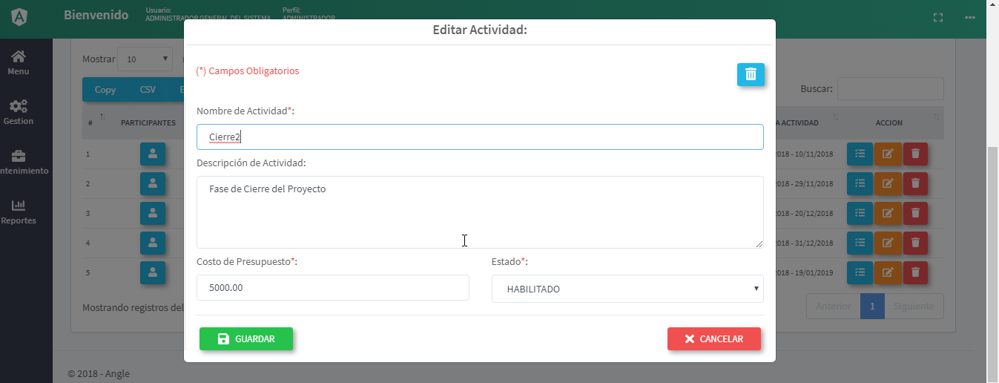 Bienvenido
Usuario:
ADMINISTRADOR GENERAL DEL SISTEMA
Perfil:
ADMINISTRADOR
Menu
Gestion
ntenimiento
Reportes
Mostrar 10
Copy CSV E
Buscar:
# PARTICIPANTES A ACTIVIDAD ACCION
1 2018 - 10/11/2018
2 2018 - 29/11/2018
3 2018 - 20/12/2018
4 2018 - 31/12/2018
5 2018 - 19/01/2019
Mostrando registros del
Anterior 1 Siguiente
© 2018 - Angle
Editar Actividad:
(*) Campos Obligatorios
Nombre de Actividad*:
Cierre2
Descripción de Actividad:
Fase de Cierre del Proyecto
Costo de Presupuesto*: Estado*:
5000.00 HABILITADO
GUARDAR CANCELAR